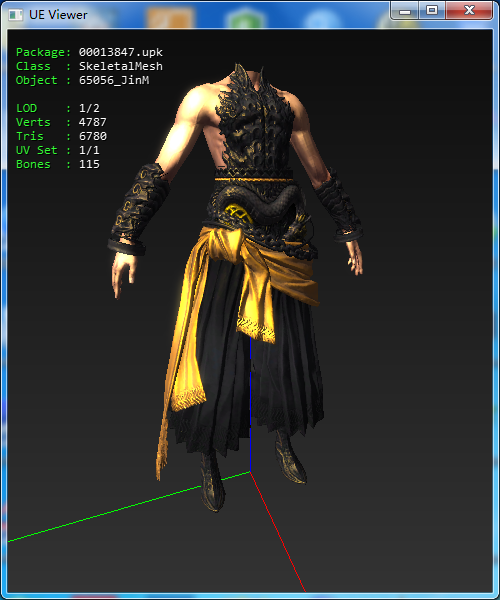 UE Viewer
Package: 00013847.upk
Class : SkeletalMesh
Object : 65056_JinM
LOD : 1/2
Verts : 4787
Tris : 6780
UV Set : 1/1
Bones : 115